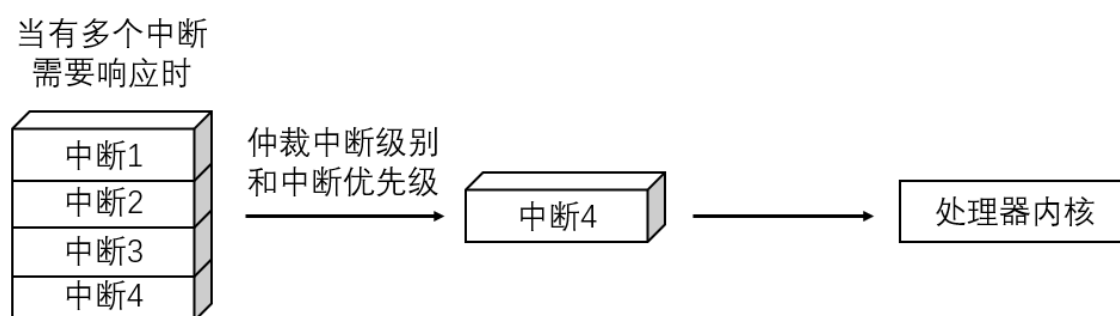 当有多个中断
需要响应时
中断1
中断2
中断3
中断4
仲裁中断级别
和中断优先级
中断4
处理器内核